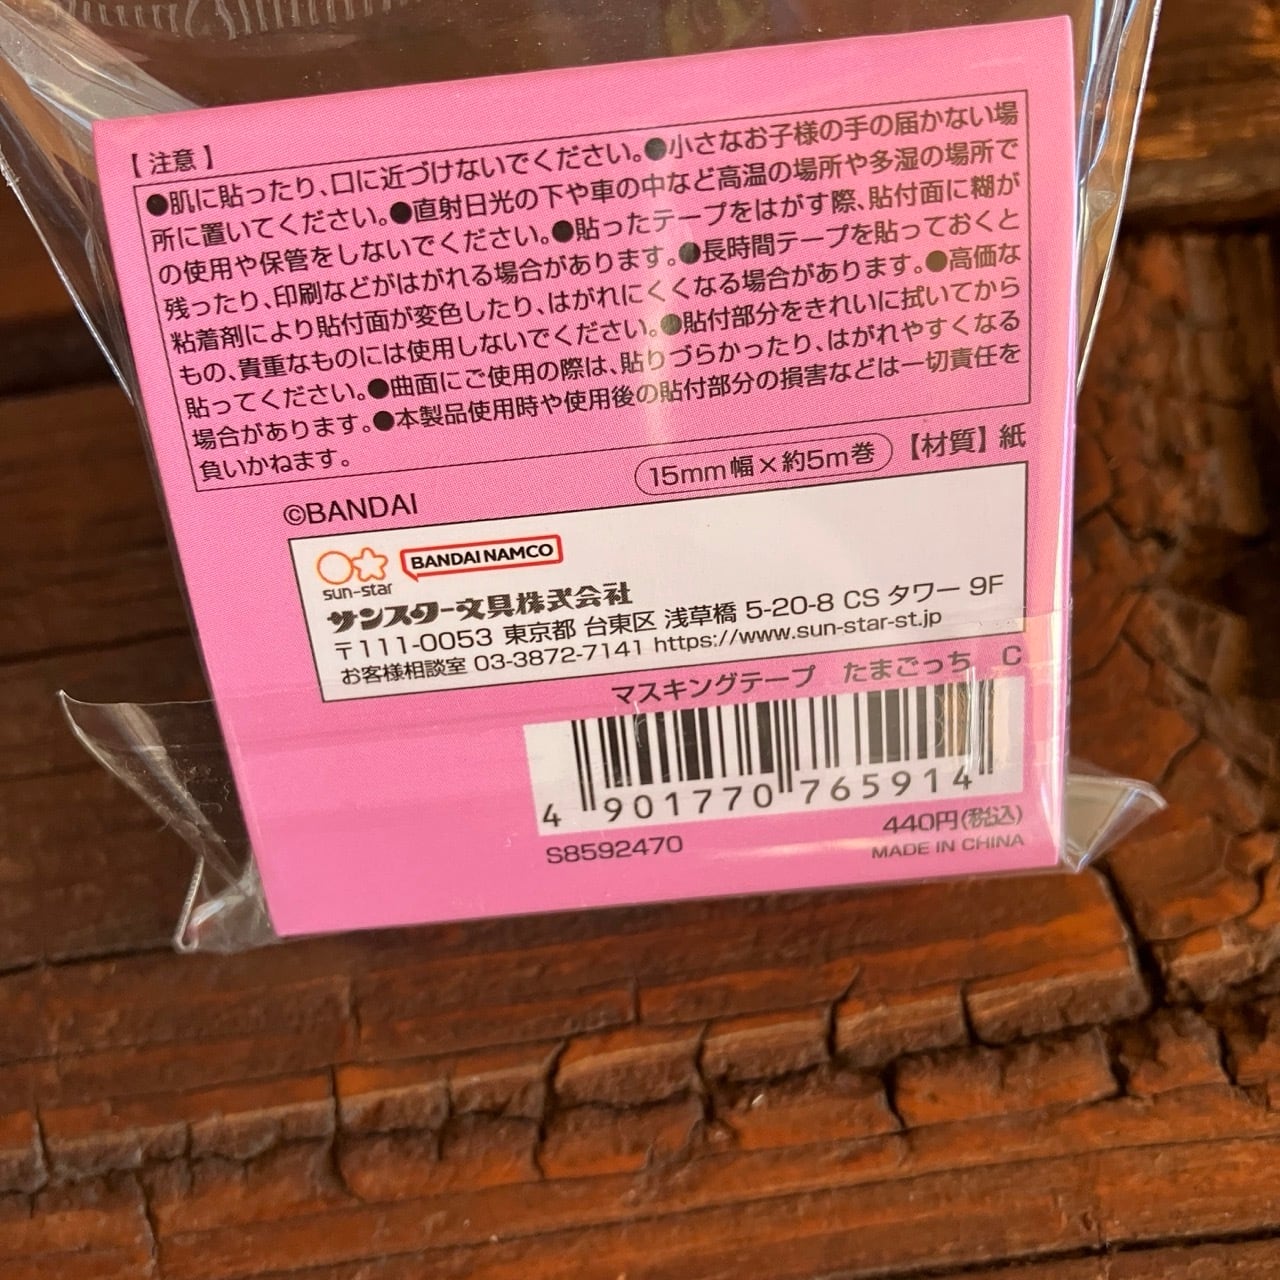 【 注意 】
●肌に貼ったり、口に近づけないでください。●小さなお子様の手の届かない場
所に置いてください。●直射日光の下や車の中など高温の場所や多湿の場所で
の使用や保管をしないでください。●貼ったテープをはがす際、貼付面に糊が
残ったり、印刷などがはがれる場合があります。●長時間テープを貼っておくと
粘着剤により貼付面が変色したり、はがれにくくなる場合があります。●高価な
もの、貴重なものには使用しないでください。●貼付部分をきれいに拭いてから
貼ってください。●曲面にご使用の際は、貼りづらかったり、はがれやすくなる
場合があります。●本製品使用時や使用後の貼付部分の損害などは一切責任を
負いかねます。
15mm幅×約5m巻 【材質】紙
©BANDAI
sun-star BANDAI NAMCO
サンスター文具株式会社
〒111-0053 東京都 台東区 浅草橋 5-20-8 CS タワー 9F
お客様相談室 03-3872-7141 https://www.sun-star-st.jp
マスキングテープ たまごっち C
4 901770 765914
S8592470
440円(税込)
MADE IN CHINA